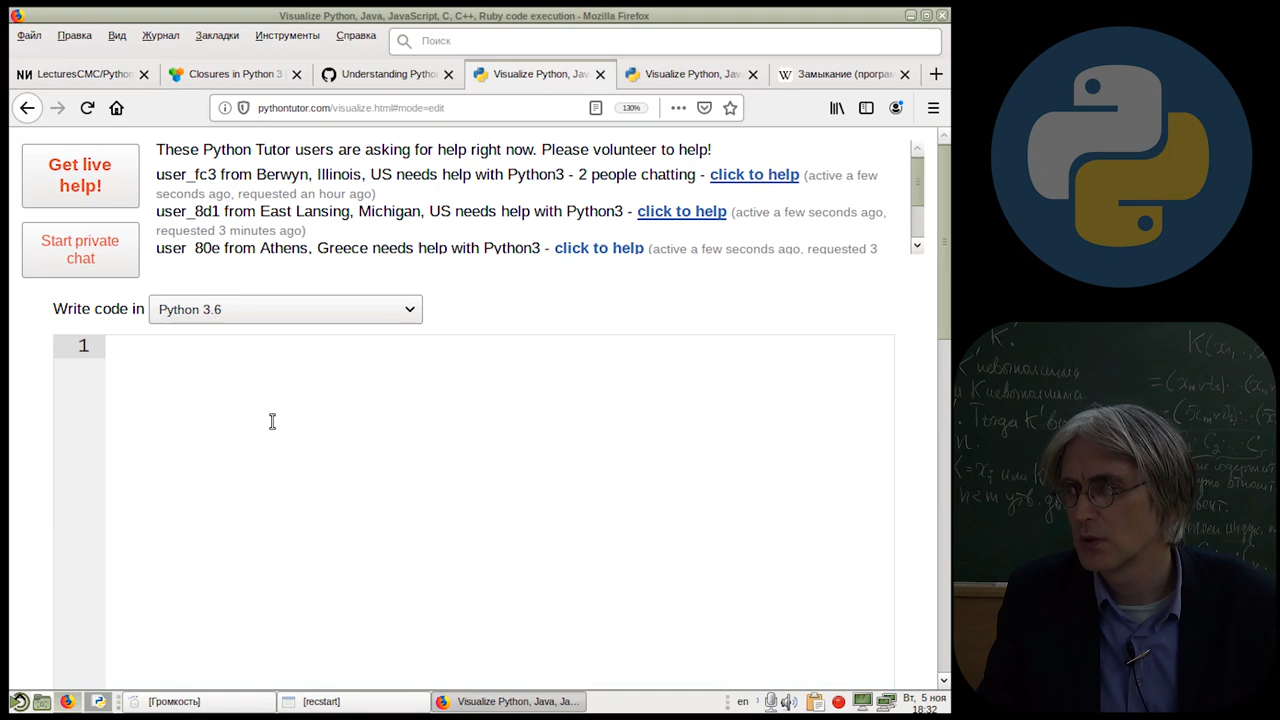 Visualize Python, Java, JavaScript, C, C++, Ruby code execution - Mozilla Firefox
Файл Правка Вид Журнал Закладки Инструменты Справка Поиск
LecturesCMC/Python Closures in Python 3 Understanding Pytho Visualize Python, Jav Visualize Python, Jav Замыкание (програм
pythontutor.com/visualize.html#mode=edit 130%
Get live help!
These Python Tutor users are asking for help right now. Please volunteer to help!
user_fc3 from Berwyn, Illinois, US needs help with Python3 - 2 people chatting - click to help (active a few
seconds ago, requested an hour ago)
user_8d1 from East Lansing, Michigan, US needs help with Python3 - click to help (active a few seconds ago,
requested 3 minutes ago)
user_80e from Athens, Greece needs help with Python3 - click to help (active a few seconds ago, requested 3
Start private
chat
Write code in Python 3.6
1
K'
K(x₁
К невыполнима
Тогда K'
или
[Громкость] [recstart] Visualize Python, Java, Ja... en Вт, 5 ноя
18:32